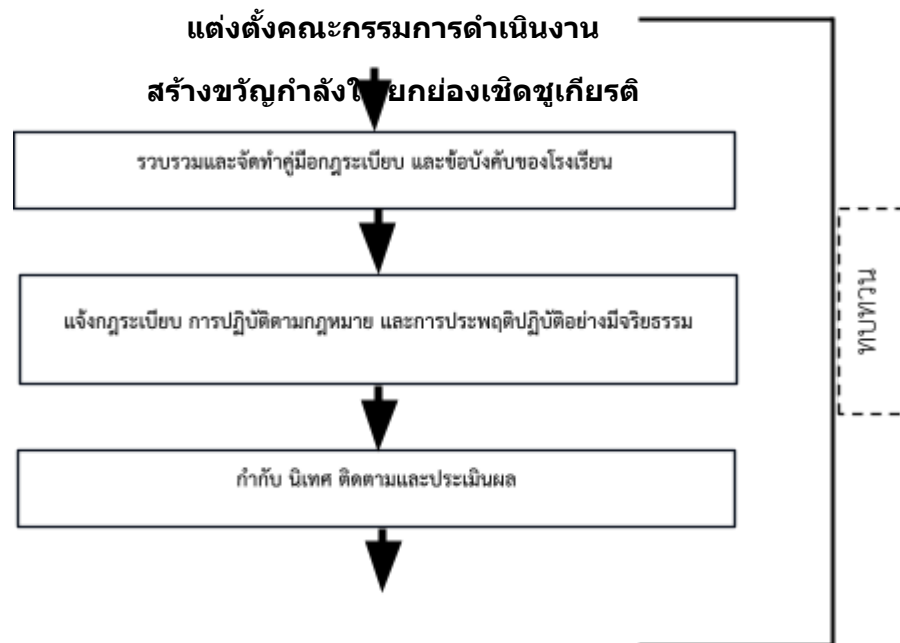 แต่งตั้งคณะกรรมการดำเนินงาน
สร้างขวัญกำลังใ ยกย่องเชิดชูเกียรติ
รวบรวมและจัดทำคู่มือกฎระเบียบ และข้อบังคับของโรงเรียน
แจ้งกฎระเบียบ การปฏิบัติตามกฎหมาย และการประพฤติปฏิบัติอย่างมีจริยธรรม
กำกับ นิเทศ ติดตามและประเมินผล
ทบทวน